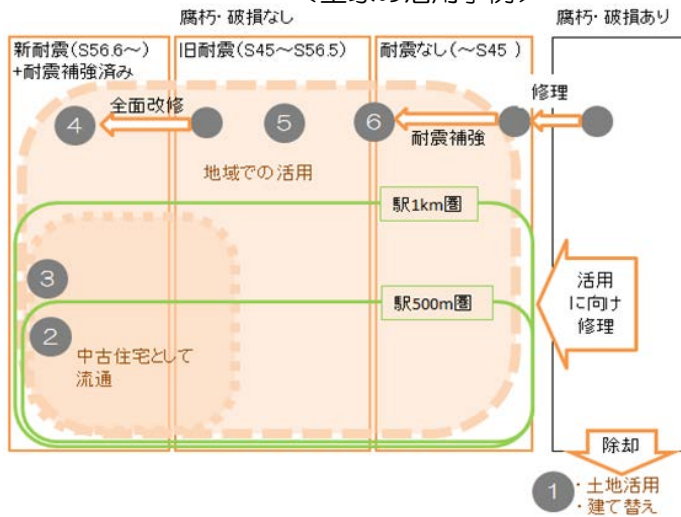 腐朽・破損なし
腐朽・破損あり
新耐震(S56.6～)
+耐震補強済み
旧耐震(S45～S56.5)
耐震なし(～S45 )
修理
全面改修
4
5
6
耐震補強
地域での活用
駅1km圏
3
駅500m圏
活用
に向け
修理
2
中古住宅として
流通
除却
1
・土地活用
・建て替え